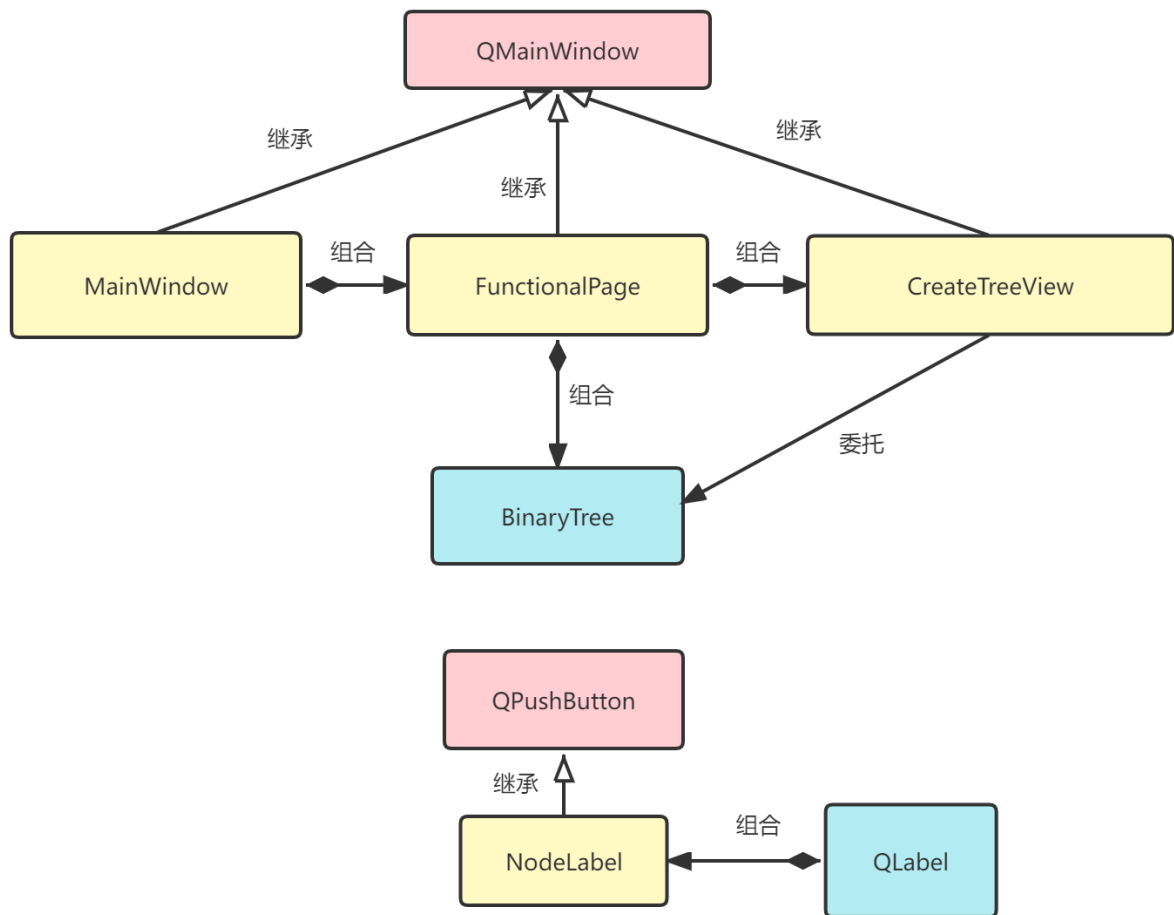 QMainWindow
继承
继承
继承
MainWindow
组合
FunctionalPage
组合
CreateTreeView
组合
委托
BinaryTree
QPushButton
继承
组合
NodeLabel
QLabel